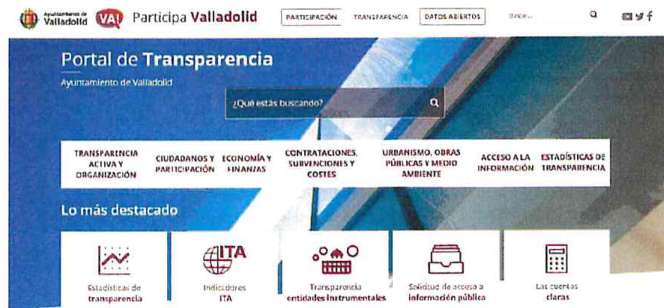 Ayuntamiento de
Valladolid
VA!
Participa Valladolid
PARTICIPACIÓN
TRANSPARENCIA
DATOS ABIERTOS
Buscar...
Portal de Transparencia
Ayuntamiento de Valladolid
¿Qué estás buscando?
TRANSPARENCIA
ACTIVA Y
ORGANIZACIÓN
CIUDADANOS Y
PARTICIPACIÓN
ECONOMÍA Y
FINANZAS
CONTRATACIONES,
SUBVENCIONES Y
COSTES
URBANISMO, OBRAS
PÚBLICAS Y MEDIO
AMBIENTE
ACCESO A LA
INFORMACIÓN
ESTADÍSTICAS DE
TRANSPARENCIA
Lo más destacado
Estadísticas de
transparencia
ITA
Indicadores
ITA
Transparencia
entidades instrumentales
Solicitud de acceso a
información pública
Las cuentas
claras